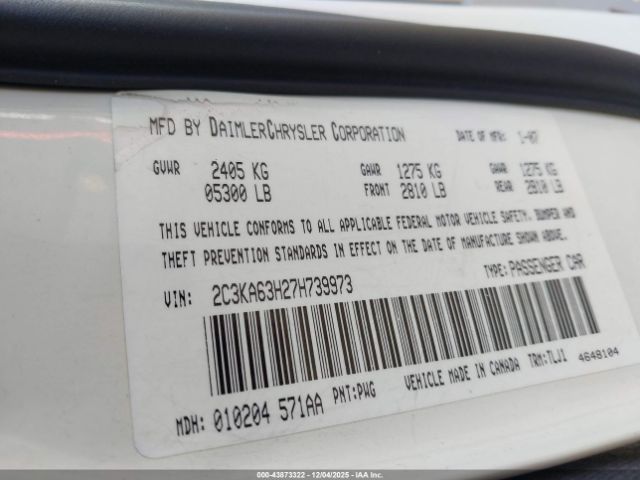 MFD BY DAIMLERCHRYSLER CORPORATION DATE OF MFR: 1-07
GVWR 2405 KG GAWR 1275 KG GAWR 1275 KG
05300 LB FRONT 2810 LB REAR 2810 LB
THIS VEHICLE CONFORMS TO ALL APPLICABLE FEDERAL MOTOR VEHICLE SAFETY, BUMPER AND
THEFT PREVENTION STANDARDS IN EFFECT ON THE DATE OF MANUFACTURE SHOWN ABOVE.
VIN: 2C3KA63H27H739973 TYPE: PASSENGER CAR
MDH: 010204 571AA PNT: PWG VEHICLE MADE IN CANADA TRM: TLJ1 4648104
000-43873322 • 12/04/2025 • IAA Inc.